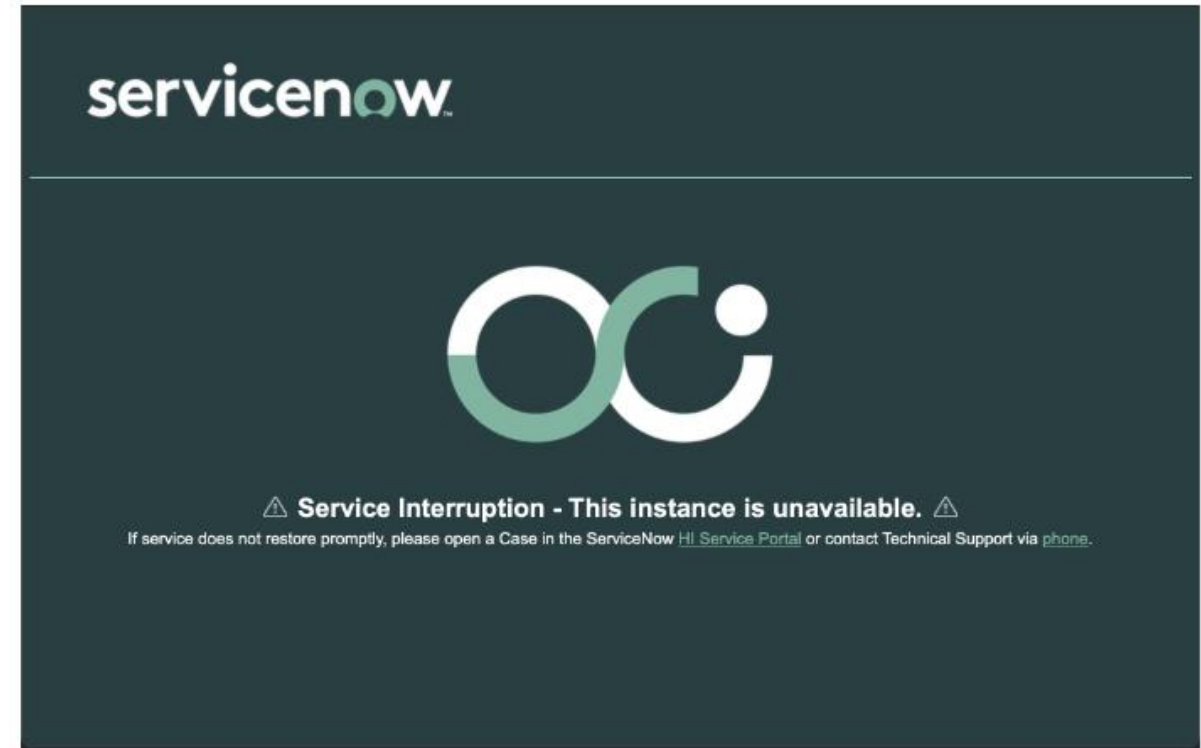 servicenow™
⚠ Service Interruption - This instance is unavailable. ⚠
If service does not restore promptly, please open a Case in the ServiceNow HI Service Portal or contact Technical Support via phone.